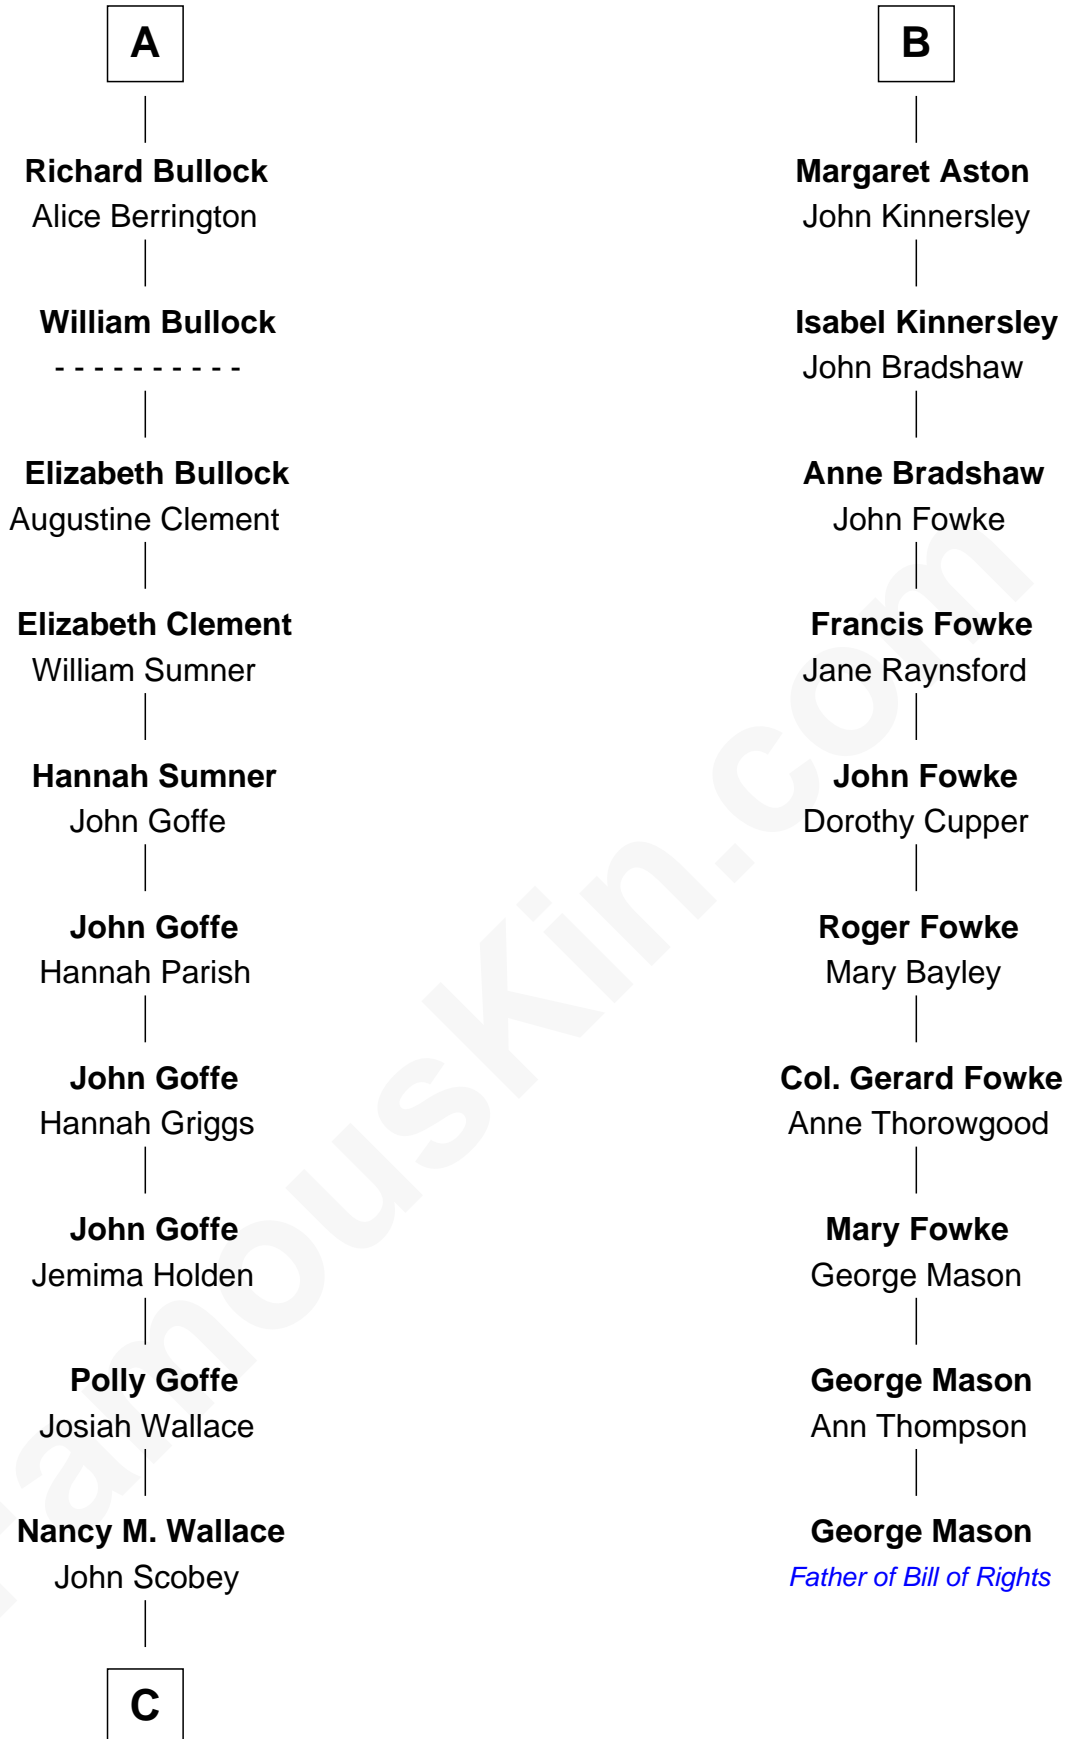 A
Richard Bullock
Alice Berrington
William Bullock
- - - - - - - - - -
Elizabeth Bullock
Augustine Clement
Elizabeth Clement
William Sumner
Hannah Sumner
John Goffe
John Goffe
Hannah Parish
John Goffe
Hannah Griggs
John Goffe
Jemima Holden
Polly Goffe
Josiah Wallace
Nancy M. Wallace
John Scobey
C
B
Margaret Aston
John Kinnersley
Isabel Kinnersley
John Bradshaw
Anne Bradshaw
John Fowke
Francis Fowke
Jane Raynsford
John Fowke
Dorothy Cupper
Roger Fowke
Mary Bayley
Col. Gerard Fowke
Anne Thorowgood
Mary Fowke
George Mason
George Mason
Ann Thompson
George Mason
Father of Bill of Rights
FamousKin.com